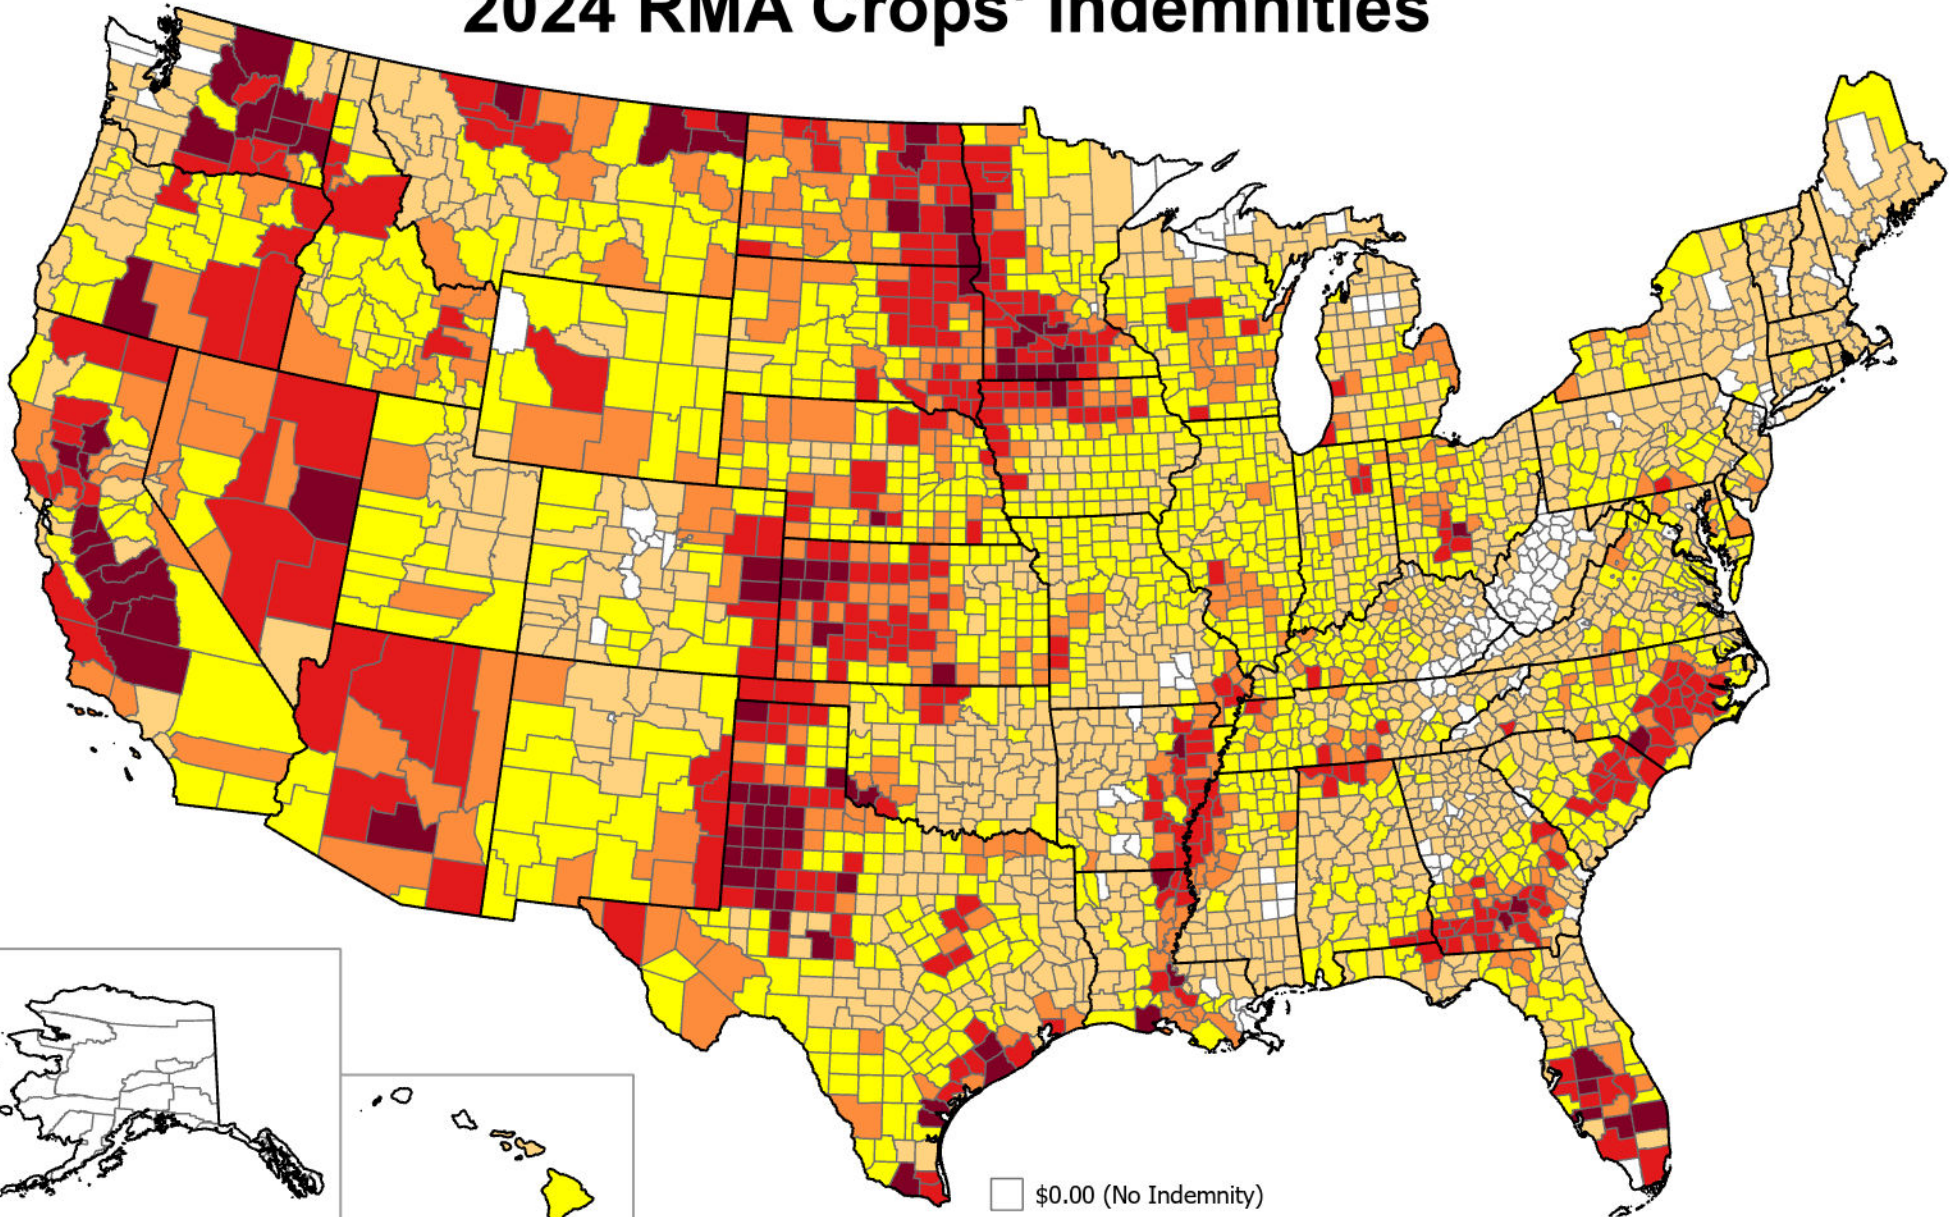 2024 RMA Crops' Indemnities
$0.00 (No Indemnity)